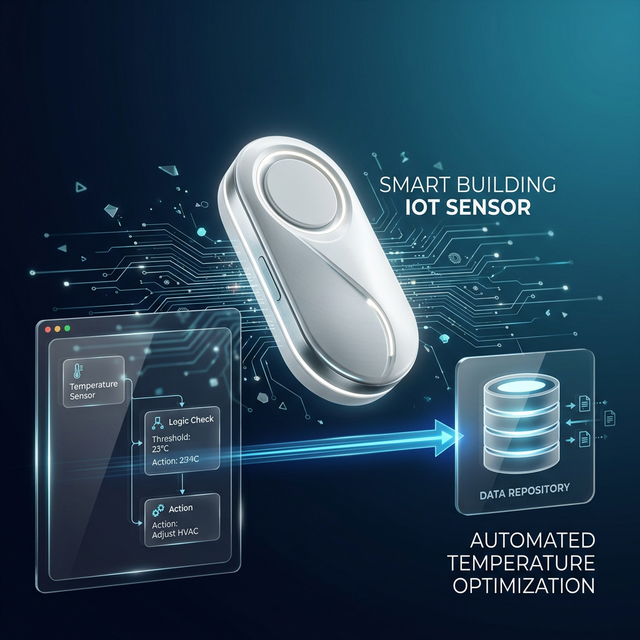 SMART BUILDING
IOT SENSOR
Temperature
Sensor
Logic Check
Threshold:
23°C
Action: 234C
Action
Action:
Adjust HVAC
DATA REPOSITORY
AUTOMATED
TEMPERATURE
OPTIMIZATION